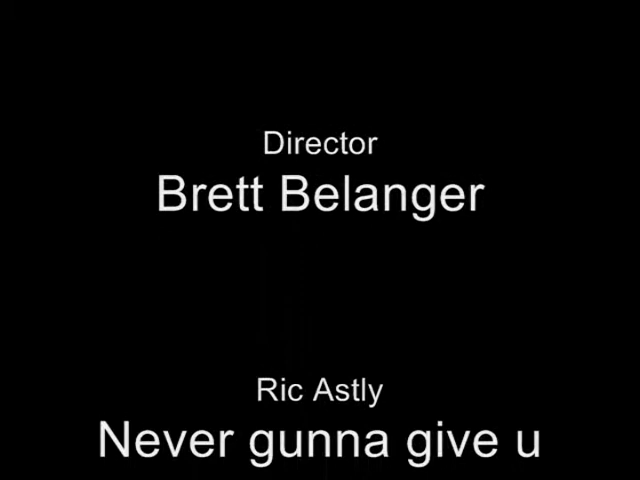 Director
Brett Belanger
Ric Astly
Never gunna give u